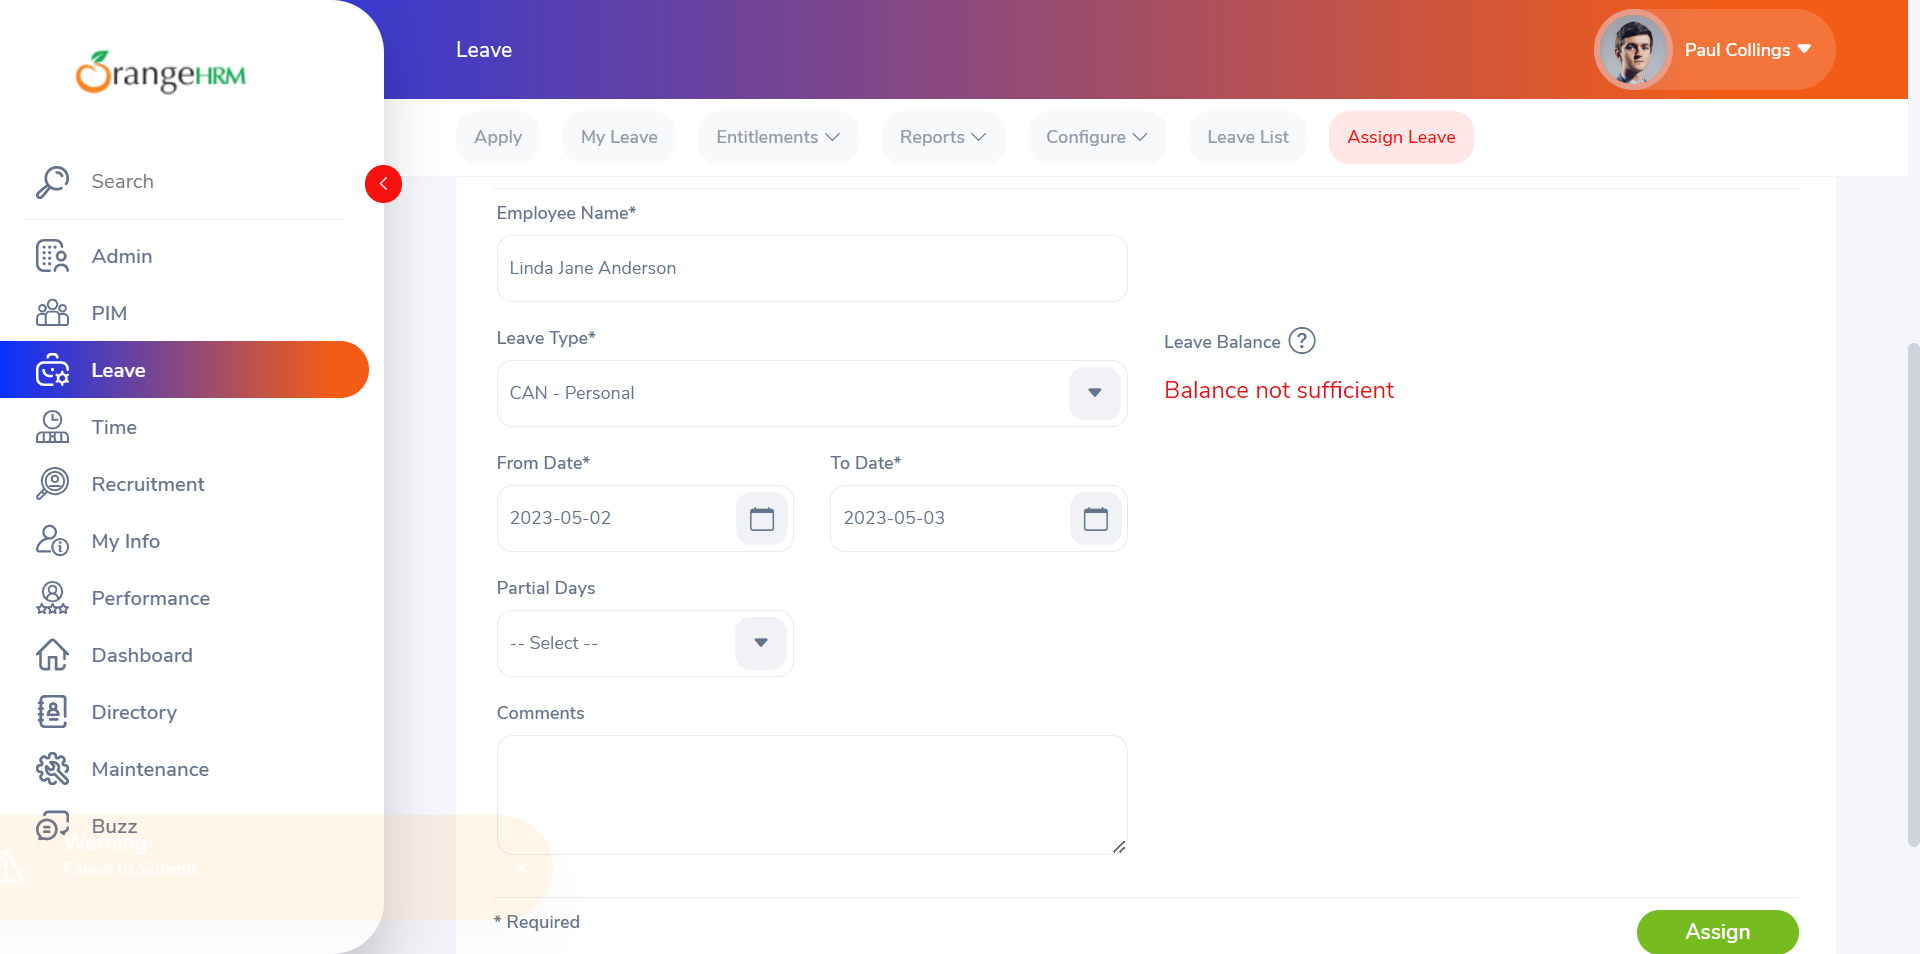 OrangeHRM
Leave
Paul Collings
Apply
My Leave
Entitlements
Reports
Configure
Leave List
Assign Leave
Search
Admin
PIM
Leave
Time
Recruitment
My Info
Performance
Dashboard
Directory
Maintenance
Buzz
Warning
Failed to Submit
Employee Name*
Linda Jane Anderson
Leave Type*
CAN - Personal
Leave Balance ?
Balance not sufficient
From Date*
To Date*
2023-05-02
2023-05-03
Partial Days
-- Select --
Comments
* Required
Assign